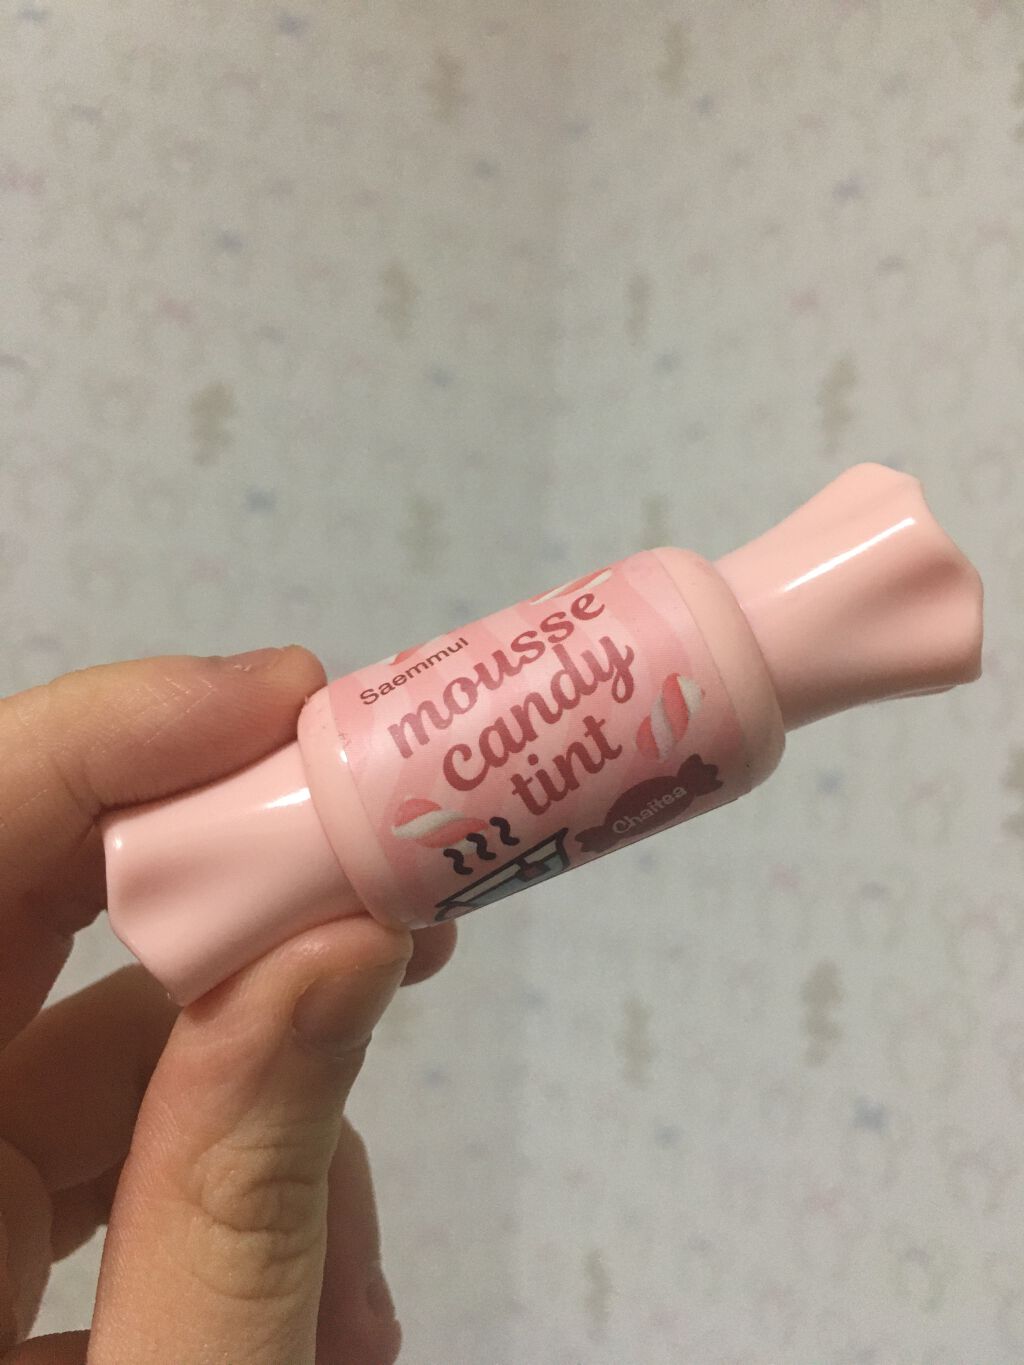 Saemmul
mousse
candy
tint
Chaitea